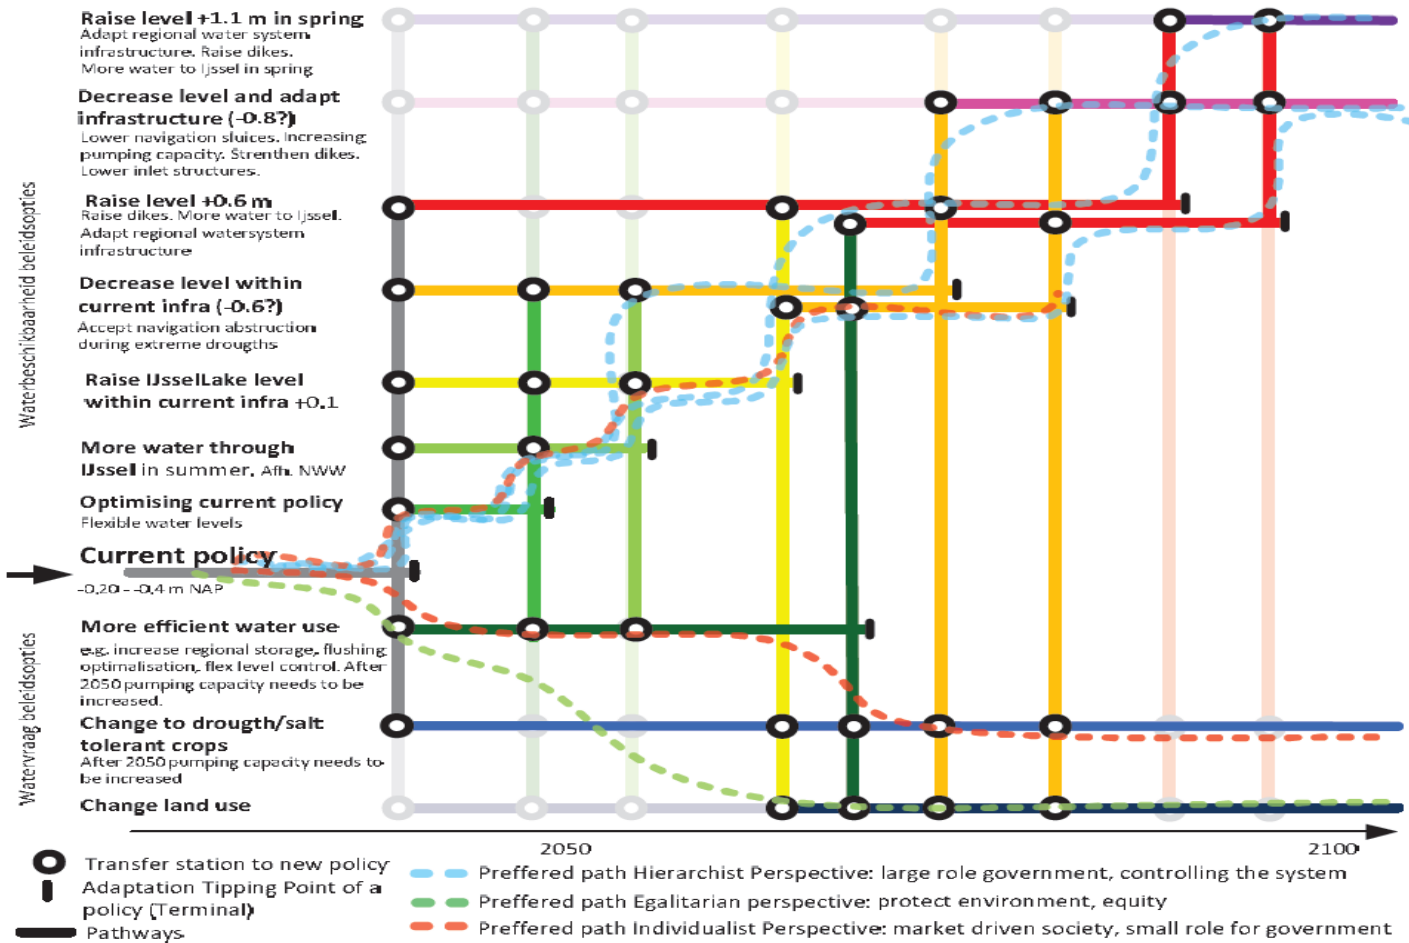 Raise level +1.1 m in spring
Adapt regional water system
infrastructure. Raise dikes.
More water to Ijssel in spring
Decrease level and adapt
infrastructure (-0.8?)
Lower navigation sluices. Increasing
pumping capacity. Strenthen dikes.
Lower inlet structures.
Raise level +0.6 m
Raise dikes. More water to Ijssel.
Adapt regional watersystem
infrastructure
Decrease level within
current infra (-0.6?)
Accept navigation abstruction
during extreme drougths
Raise IJsselLake level
within current infra +0.1
More water through
IJssel in summer, Afh. NWW
Optimising current policy
Flexible water levels
Current policy
-0,20 - -0,4 m NAP
More efficient water use
e.g. increase regional storage, flushing
optimalisation, flex level control. After
2050 pumping capacity needs to be
increased.
Change to drougth/salt
tolerant crops
After 2050 pumping capacity needs to
be increased
Change land use
Waterbeschikbaarheid beleidsopties
Watervraag beleidsopties
2050
2100
Transfer station to new policy
Adaptation Tipping Point of a
policy (Terminal)
Pathways
Preffered path Hierarchist Perspective: large role government, controlling the system
Preffered path Egalitarian perspective: protect environment, equity
Preffered path Individualist Perspective: market driven society, small role for government